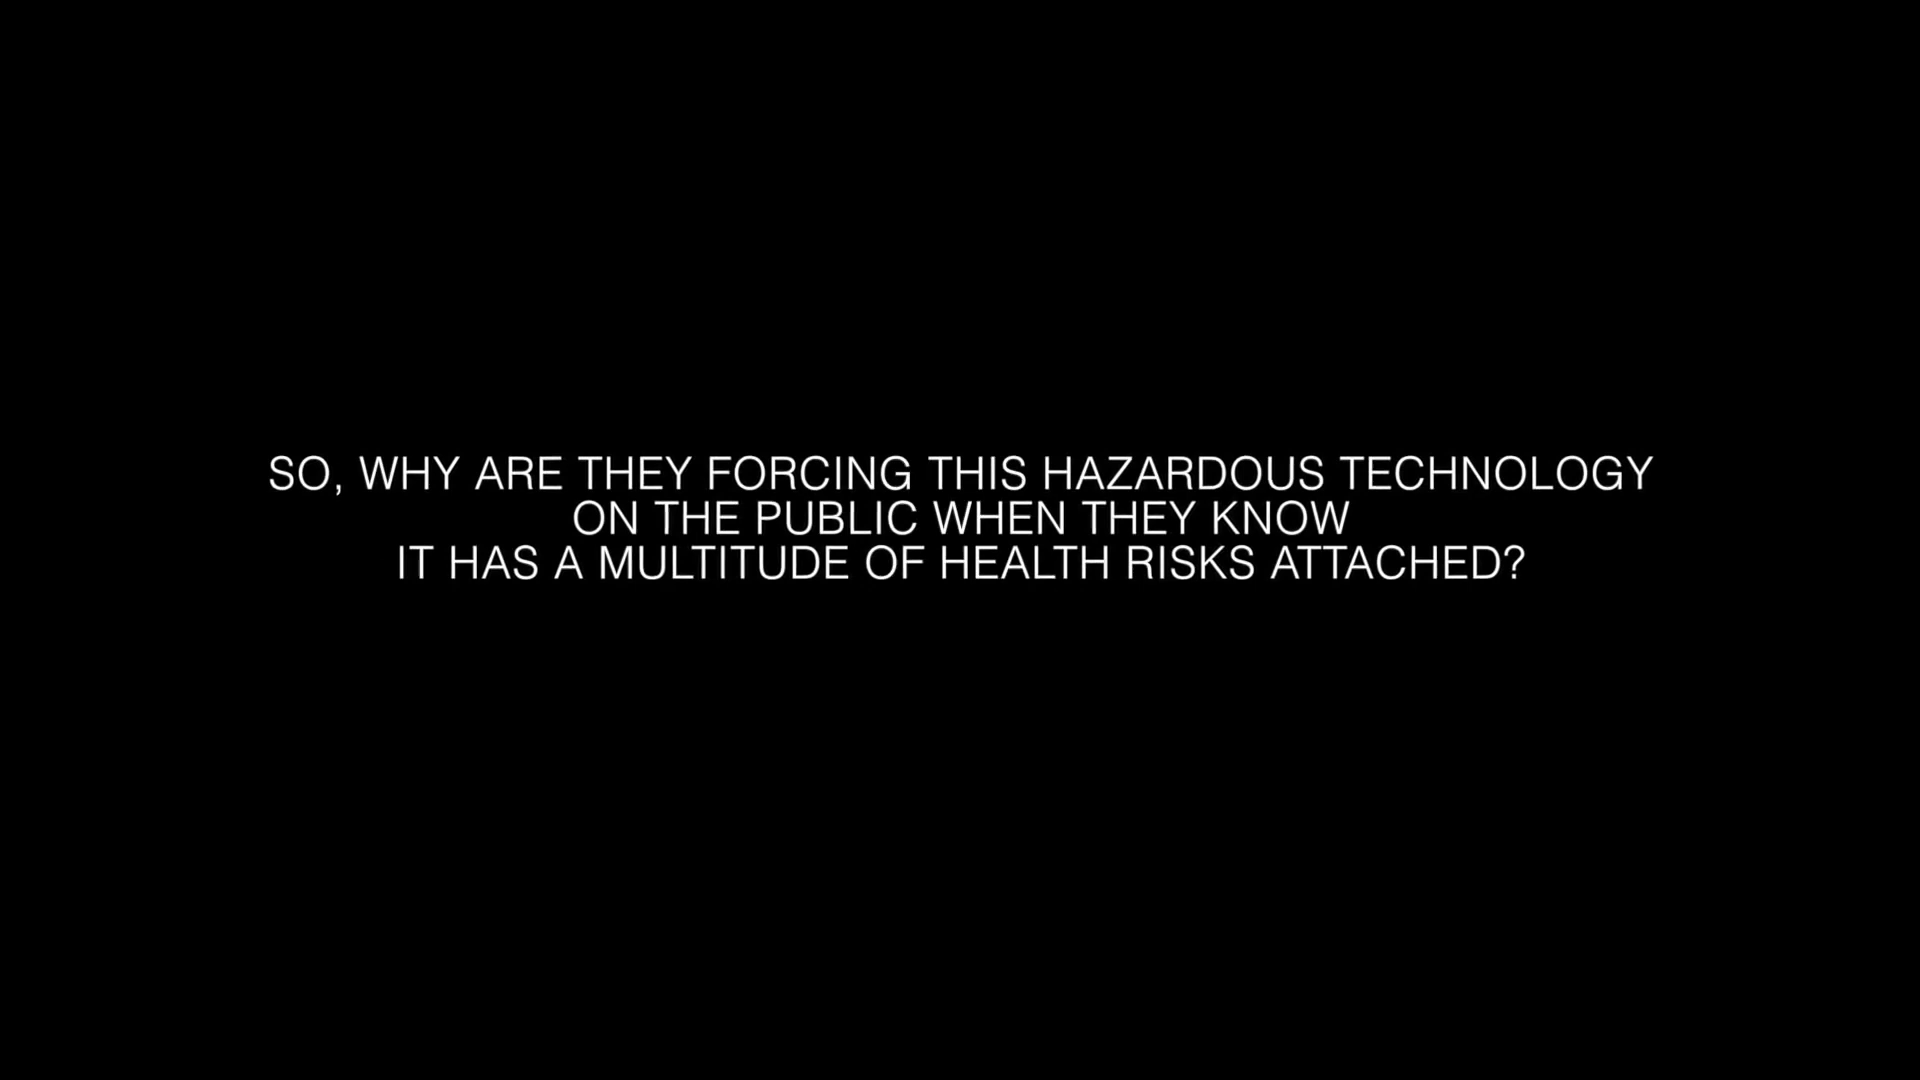 SO, WHY ARE THEY FORCING THIS HAZARDOUS TECHNOLOGY
ON THE PUBLIC WHEN THEY KNOW
IT HAS A MULTITUDE OF HEALTH RISKS ATTACHED?